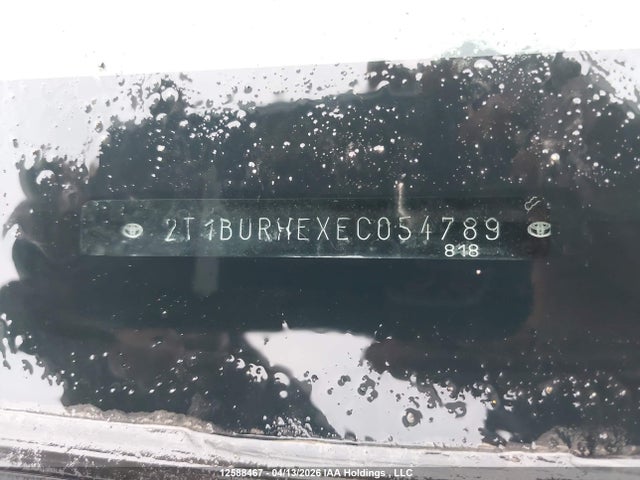 2T1BURHEXEC054789
818
12588467 - 04/13/2026 IAA Holdings , LLC